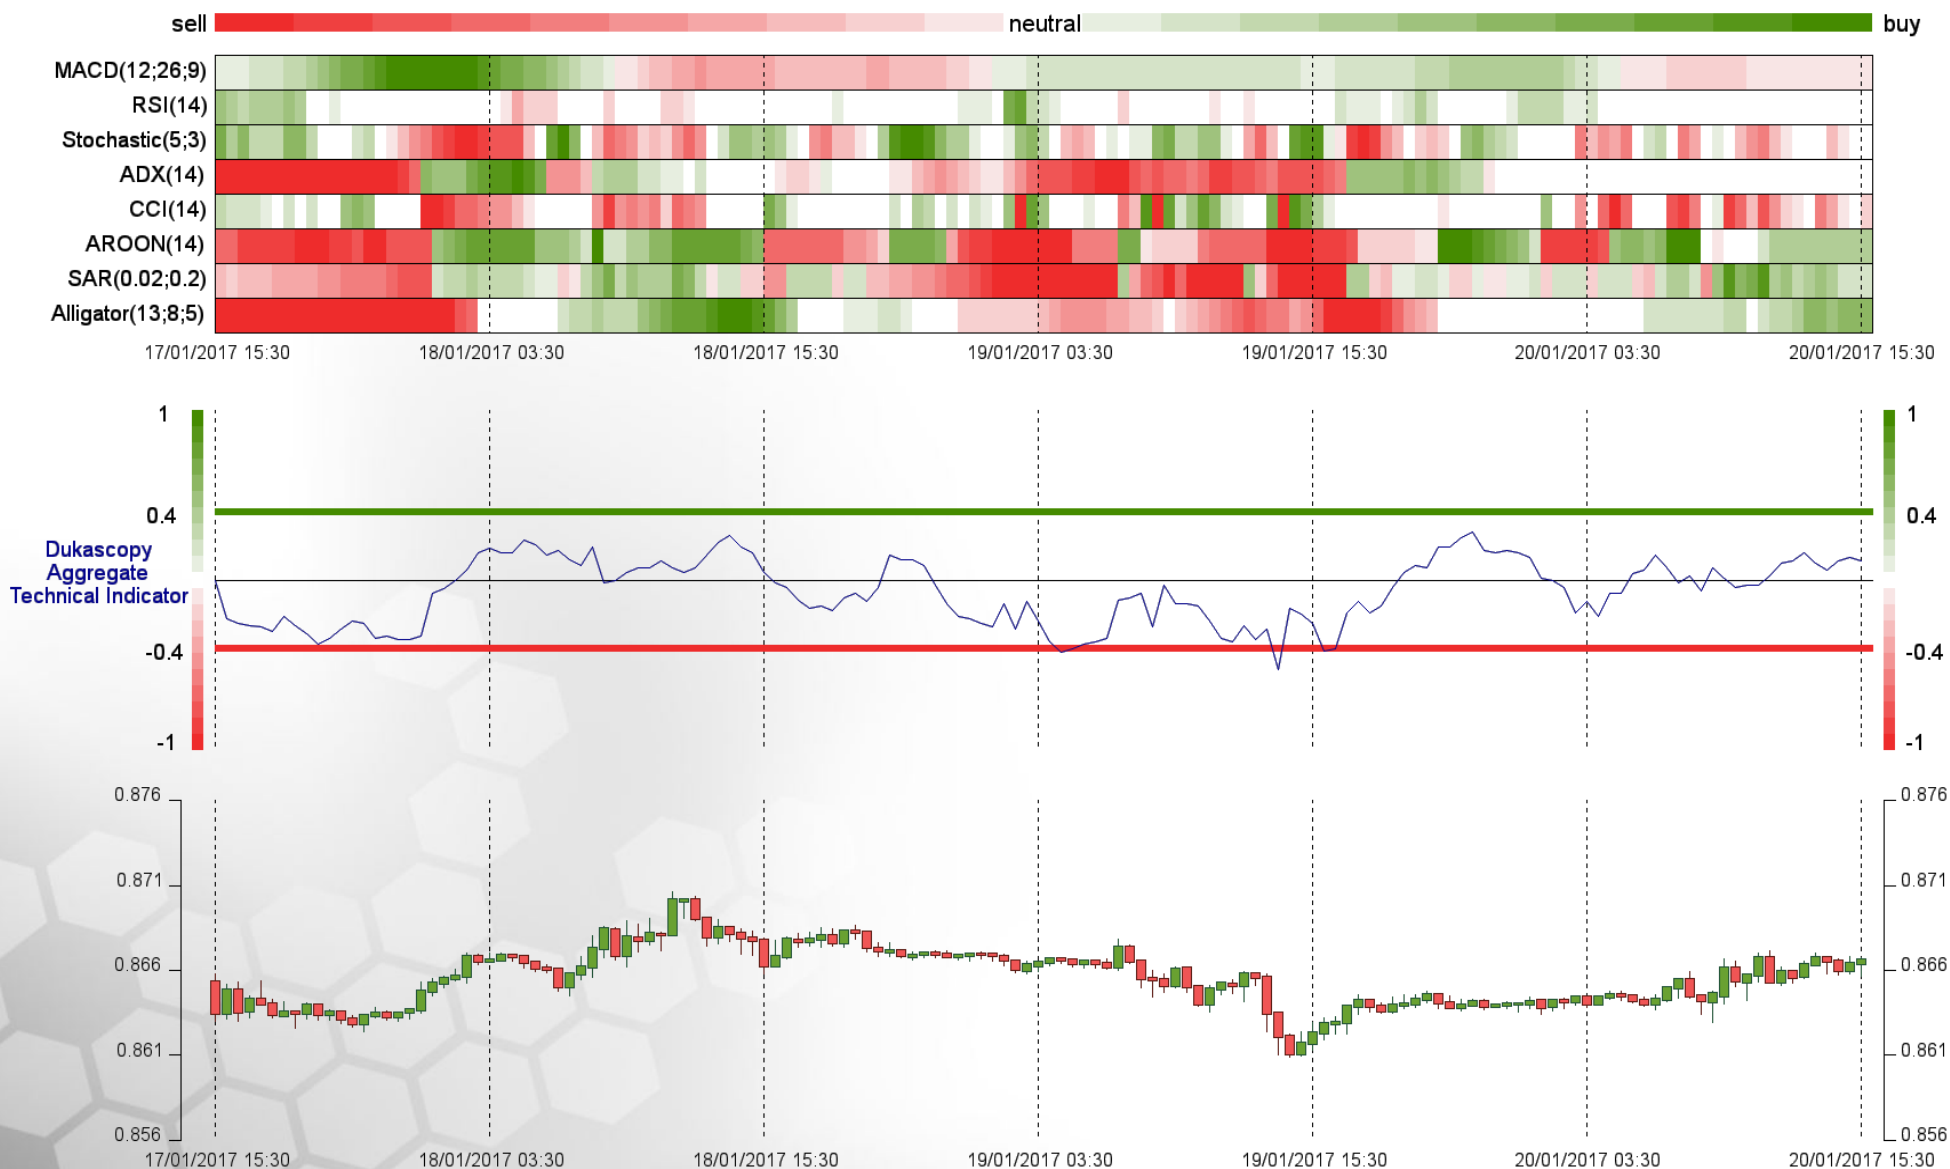 sell neutral buy
MACD(12;26;9)
RSI(14)
Stochastic(5;3)
ADX(14)
CCI(14)
AROON(14)
SAR(0.02;0.2)
Alligator(13;8;5)
17/01/2017 15:30 18/01/2017 03:30 18/01/2017 15:30 19/01/2017 03:30 19/01/2017 15:30 20/01/2017 03:30 20/01/2017 15:30
1 1
0.4 0.4
Dukascopy
Aggregate
Technical Indicator
-0.4 -0.4
-1 -1
0.876 0.876
0.871 0.871
0.866 0.866
0.861 0.861
0.856 0.856
17/01/2017 15:30 18/01/2017 03:30 18/01/2017 15:30 19/01/2017 03:30 19/01/2017 15:30 20/01/2017 03:30 20/01/2017 15:30